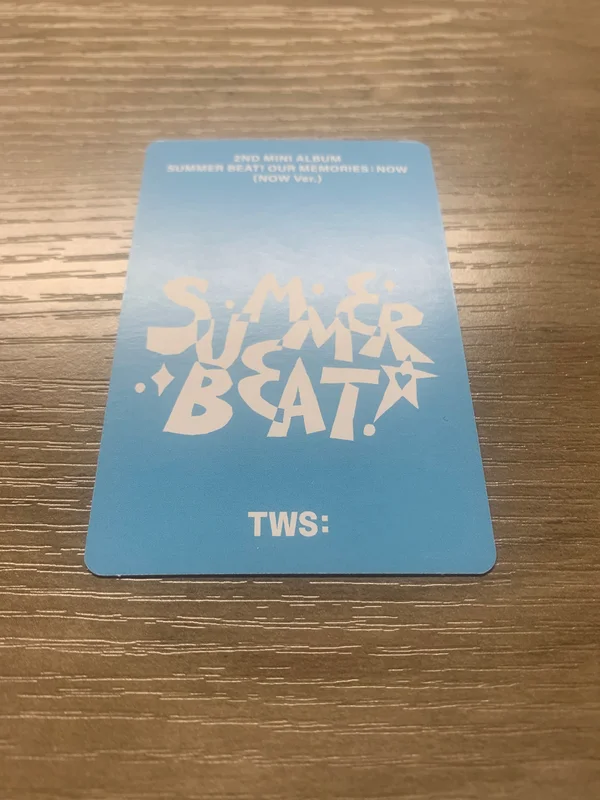 2ND MINI ALBUM
SUMMER BEAT! OUR MEMORIES : NOW
(NOW Ver.)
SUMMER
BEAT!
TWS: